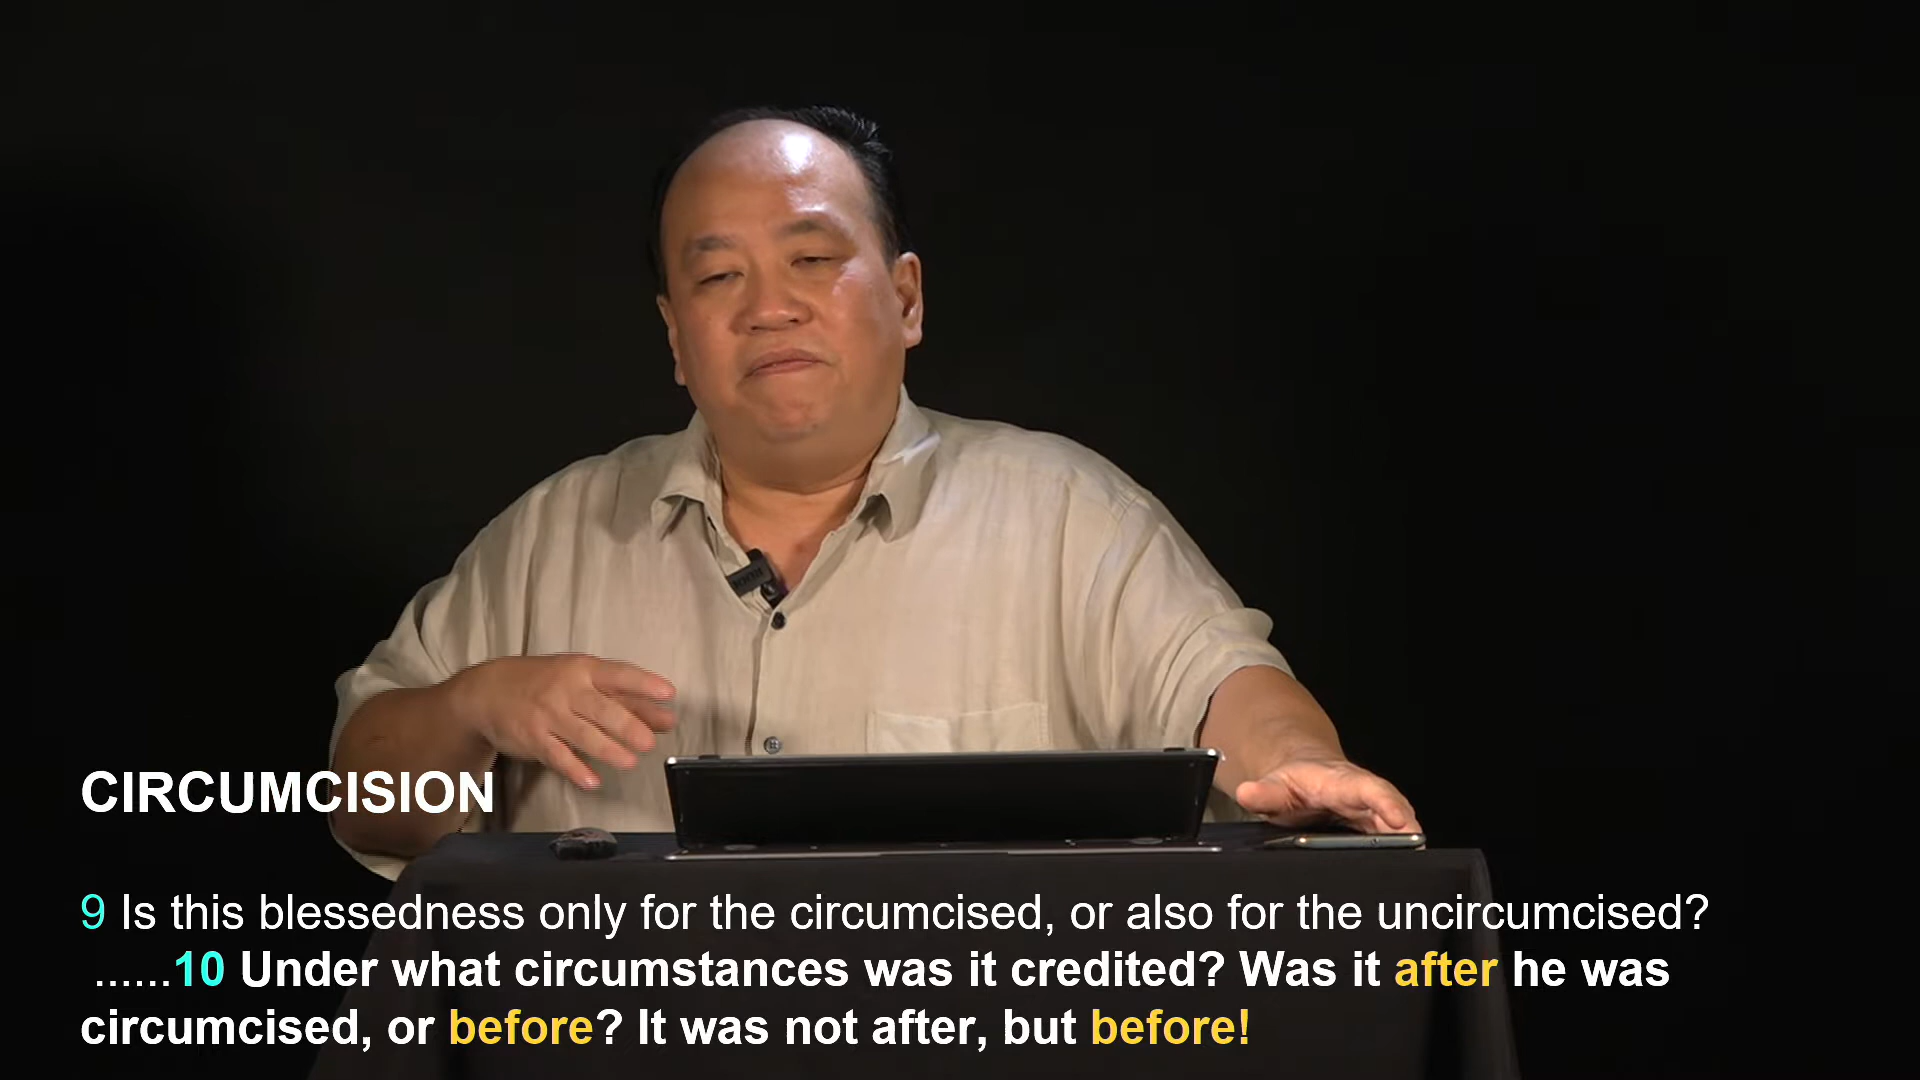 CIRCUMCISION
9 Is this blessedness only for the circumcised, or also for the uncircumcised?
......10 Under what circumstances was it credited? Was it after he was
circumcised, or before? It was not after, but before!